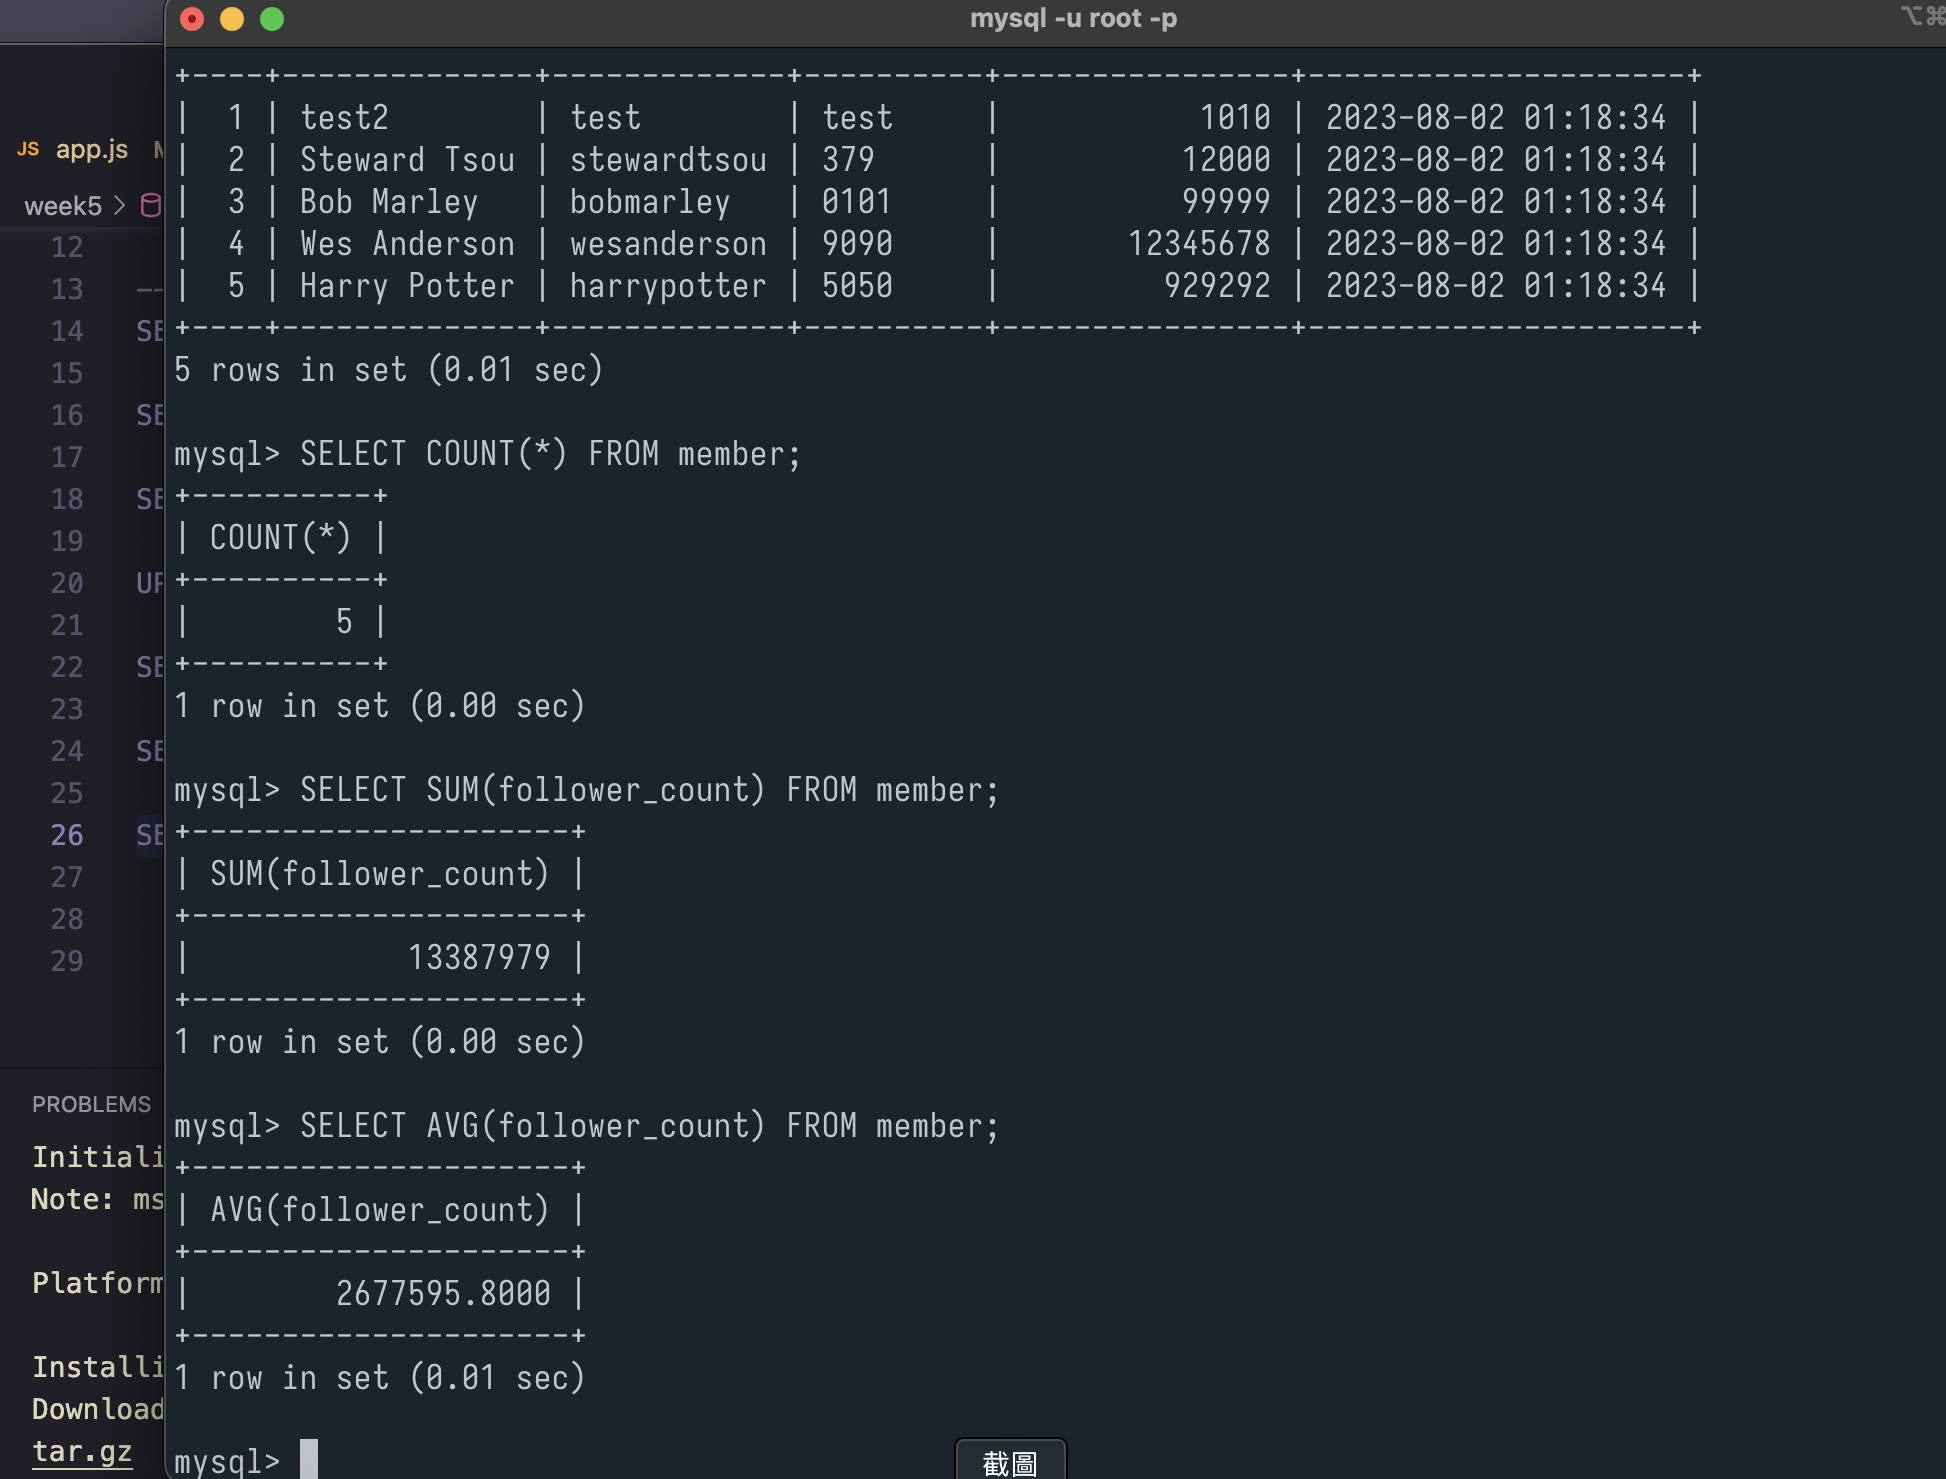 mysql -u root -p
⌥⌘
JS app.js
week5 >
12
13 --
14 SE
15
16 SE
17
18 SE
19
20 UP
21
22 SE
23
24 SE
25
26 SE
27
28
29
PROBLEMS
Initiali
Note: ms
Platform
Installi
Download
tar.gz
+----+--------------+-------------+----------+----------------+---------------------+
|  1 | test2        | test        | test     |           1010 | 2023-08-02 01:18:34 |
|  2 | Steward Tsou | stewardtsou | 379      |          12000 | 2023-08-02 01:18:34 |
|  3 | Bob Marley   | bobmarley   | 0101     |          99999 | 2023-08-02 01:18:34 |
|  4 | Wes Anderson | wesanderson | 9090     |       12345678 | 2023-08-02 01:18:34 |
|  5 | Harry Potter | harrypotter | 5050     |         929292 | 2023-08-02 01:18:34 |
+----+--------------+-------------+----------+----------------+---------------------+
5 rows in set (0.01 sec)
mysql> SELECT COUNT(*) FROM member;
+----------+
| COUNT(*) |
+----------+
|        5 |
+----------+
1 row in set (0.00 sec)
mysql> SELECT SUM(follower_count) FROM member;
+---------------------+
| SUM(follower_count) |
+---------------------+
|            13387979 |
+---------------------+
1 row in set (0.00 sec)
mysql> SELECT AVG(follower_count) FROM member;
+---------------------+
| AVG(follower_count) |
+---------------------+
|        2677595.8000 |
+---------------------+
1 row in set (0.01 sec)
mysql>
截圖